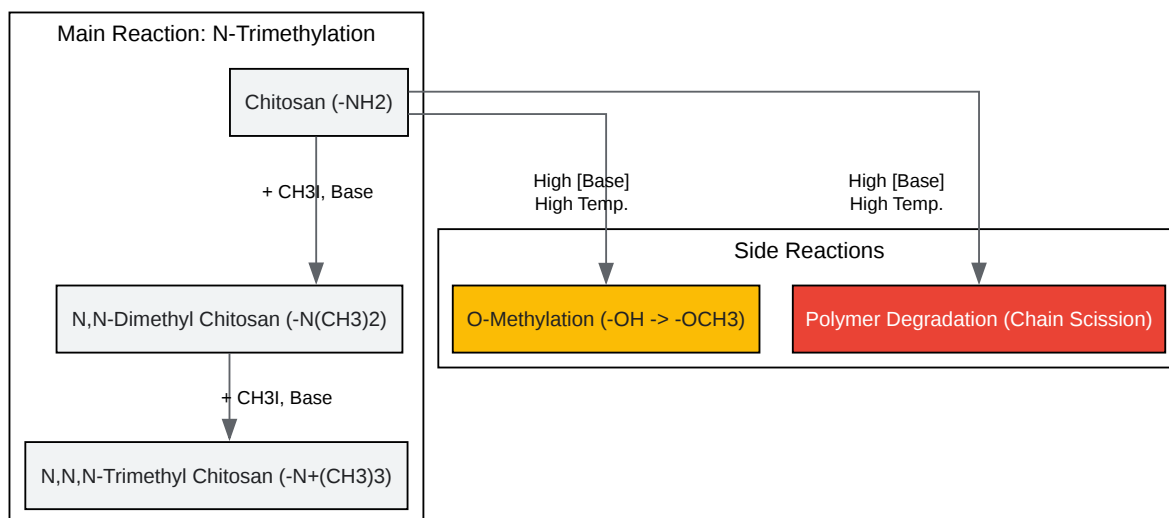 Main Reaction: N-Trimethylation
Chitosan (-NH2)
+ CH3I, Base
N,N-Dimethyl Chitosan (-N(CH3)2)
+ CH3I, Base
N,N,N-Trimethyl Chitosan (-N+(CH3)3)
High [Base]
High Temp.
High [Base]
High Temp.
Side Reactions
O-Methylation (-OH -> -OCH3)
Polymer Degradation (Chain Scission)